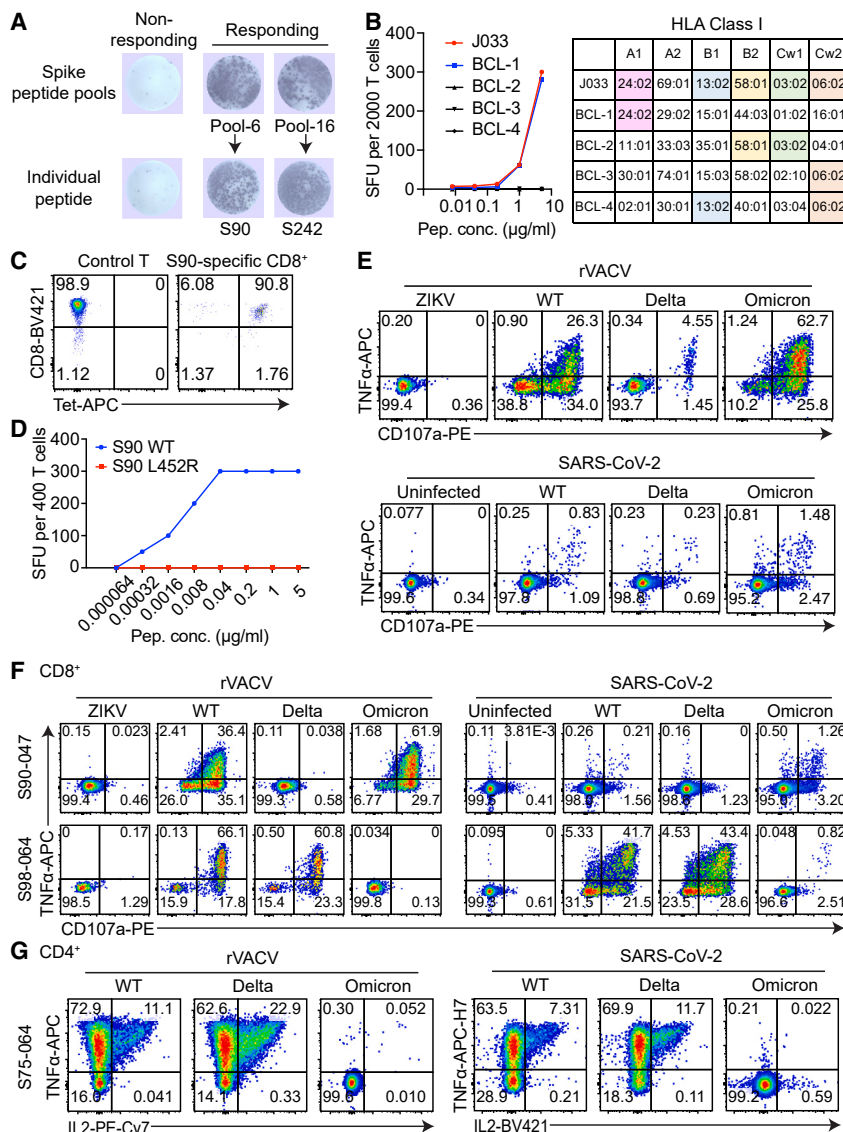 A
Non-
responding
Responding
Spike
peptide pools
Pool-6
Pool-16
Individual
peptide
S90
S242
B
SFU per 2000 T cells
400
300
200
100
0
0.01
0.1
1
10
Pep. conc. (µg/ml)
J033
BCL-1
BCL-2
BCL-3
BCL-4
HLA Class I
A1 A2 B1 B2 Cw1 Cw2
J033 24:02 69:01 13:02 58:01 03:02 06:02
BCL-1 24:02 29:02 15:01 44:03 01:02 16:01
BCL-2 11:01 33:03 35:01 58:01 03:02 04:01
BCL-3 30:01 74:01 15:03 58:02 02:10 06:02
BCL-4 02:01 30:01 13:02 40:01 03:04 06:02
C
Control T
S90-specific CD8⁺
CD8-BV421
98.9 0
1.12 0
6.08 90.8
1.37 1.76
Tet-APC
D
SFU per 400 T cells
400
300
200
100
0
S90 WT
S90 L452R
0.000064 0.00032 0.0016 0.008 0.04 0.2 1 5
Pep. conc. (µg/ml)
E
rVACV
ZIKV WT Delta Omicron
TNFα-APC
0.20 0 0.90 26.3 0.34 4.55 1.24 62.7
99.4 0.36 38.8 34.0 93.7 1.45 10.2 25.8
CD107a-PE
SARS-CoV-2
Uninfected WT Delta Omicron
TNFα-APC
0.077 0 0.25 0.83 0.23 0.23 0.81 1.48
99.6 0.34 97.8 1.09 98.8 0.69 95.2 2.47
CD107a-PE
F
CD8⁺
rVACV
SARS-CoV-2
ZIKV WT Delta Omicron Uninfected WT Delta Omicron
S90-047
0.15 0.023 2.41 36.4 0.11 0.038 1.68 61.9 0.11 3.81E-3 0.26 0.21 0.16 0 0.50 1.26
99.4 0.46 26.0 35.1 99.3 0.58 6.77 29.7 0.41 1.56 1.23 3.20
S98-064
TNFα-APC
0 0.17 0.13 66.1 0.50 60.8 0.034 0 0.095 0 5.33 41.7 4.53 43.4 0.048 0.82
98.5 1.29 15.9 17.8 15.4 23.3 99.8 0.13 99.3 0.61 31.5 21.5 23.5 28.6 96.6 2.51
CD107a-PE
G
CD4⁺
rVACV
SARS-CoV-2
WT Delta Omicron WT Delta Omicron
S75-064
TNFα-APC
72.9 11.1 62.6 22.9 0.30 0.052
0.041 14.1 0.33 99.6 0.010
IL2-PE-Cy7
TNFα-APC-H7
63.5 7.31 69.9 11.7 0.21 0.022
28.9 0.21 18.3 0.11 99.2 0.59
IL2-BV421